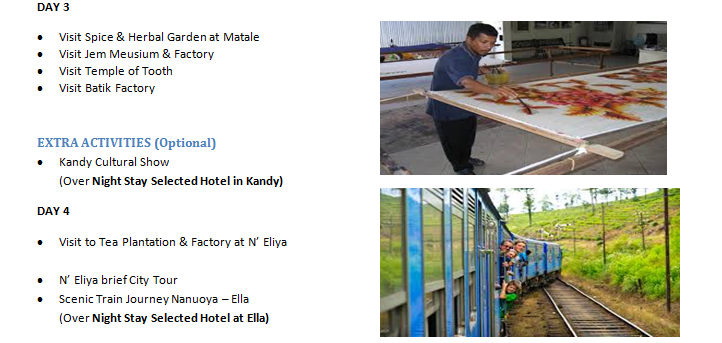 DAY 3
• Visit Spice & Herbal Garden at Matale
• Visit Jem Meusium & Factory
• Visit Temple of Tooth
• Visit Batik Factory
EXTRA ACTIVITIES (Optional)
• Kandy Cultural Show
(Over Night Stay Selected Hotel in Kandy)
DAY 4
• Visit to Tea Plantation & Factory at N’ Eliya
• N’ Eliya brief City Tour
• Scenic Train Journey Nanuoya – Ella
(Over Night Stay Selected Hotel at Ella)